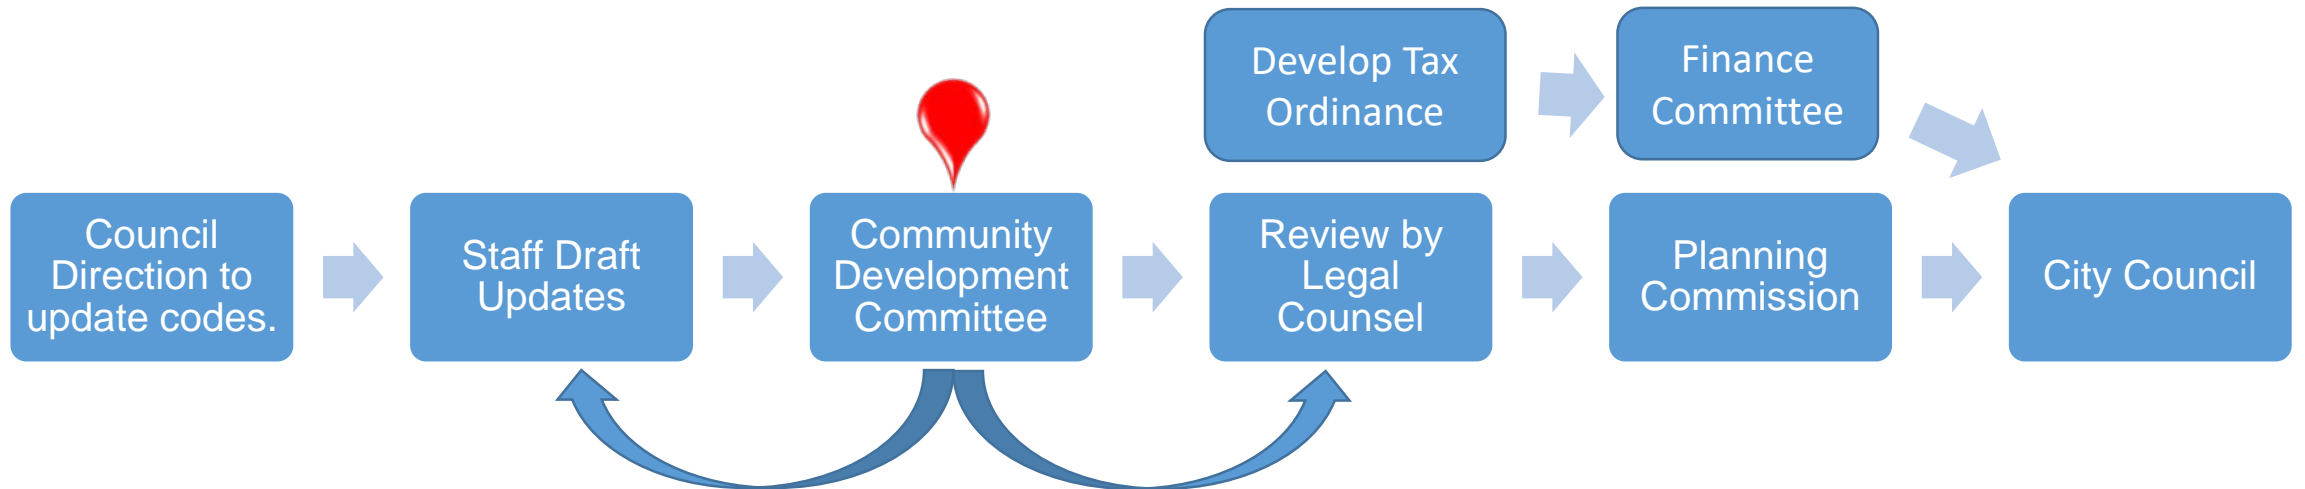 Develop Tax
Ordinance
Finance
Committee
Council
Direction to
update codes.
Staff Draft
Updates
Community
Development
Committee
Review by
Legal
Counsel
Planning
Commission
City Council